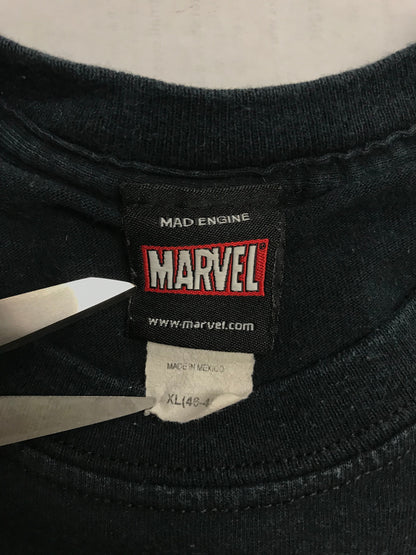 MAD ENGINE
MARVEL®
www.marvel.com
MADE IN MEXICO
XL(46-4